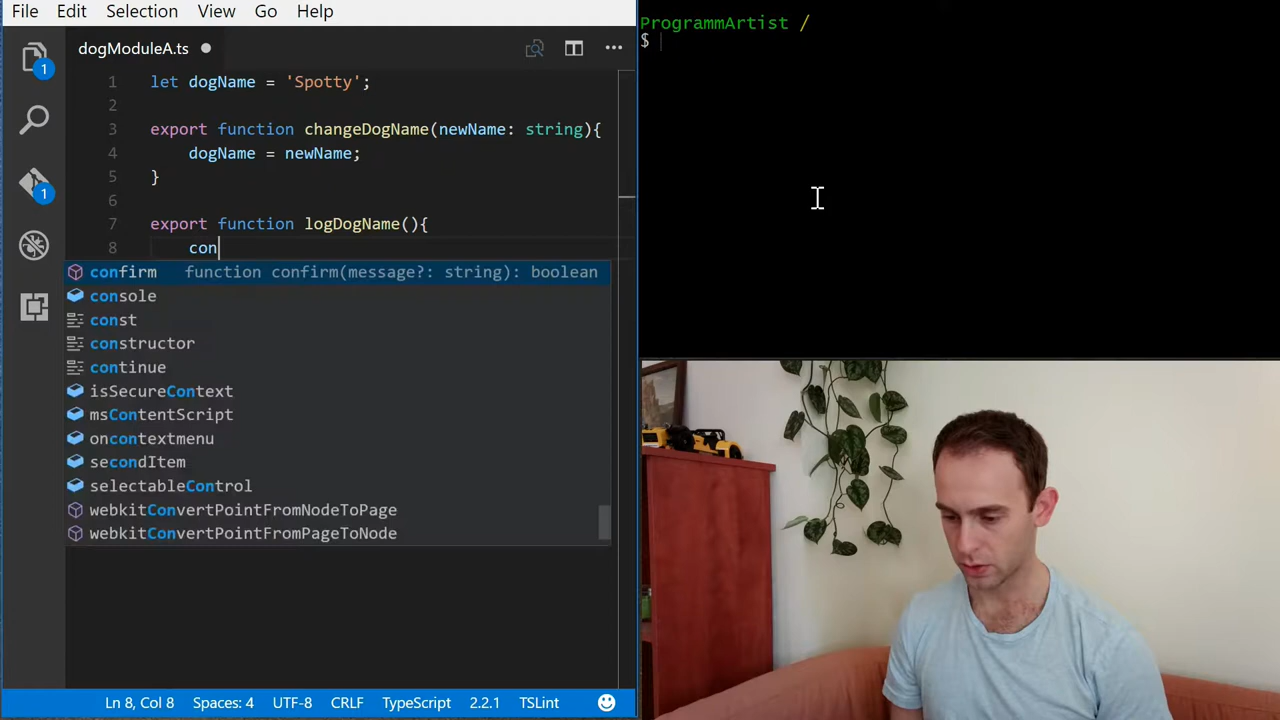 File Edit Selection View Go Help
dogModuleA.ts
1 let dogName = 'Spotty';
2
3 export function changeDogName(newName: string){
4 dogName = newName;
5 }
6
7 export function logDogName(){
8 con
confirm function confirm(message?: string): boolean
console
const
constructor
continue
isSecureContext
msContentScript
oncontextmenu
secondItem
selectableControl
webkitConvertPointFromNodeToPage
webkitConvertPointFromPageToNode
1
1
Ln 8, Col 8 Spaces: 4 UTF-8 CRLF TypeScript 2.2.1 TSLint
ProgrammArtist /
$